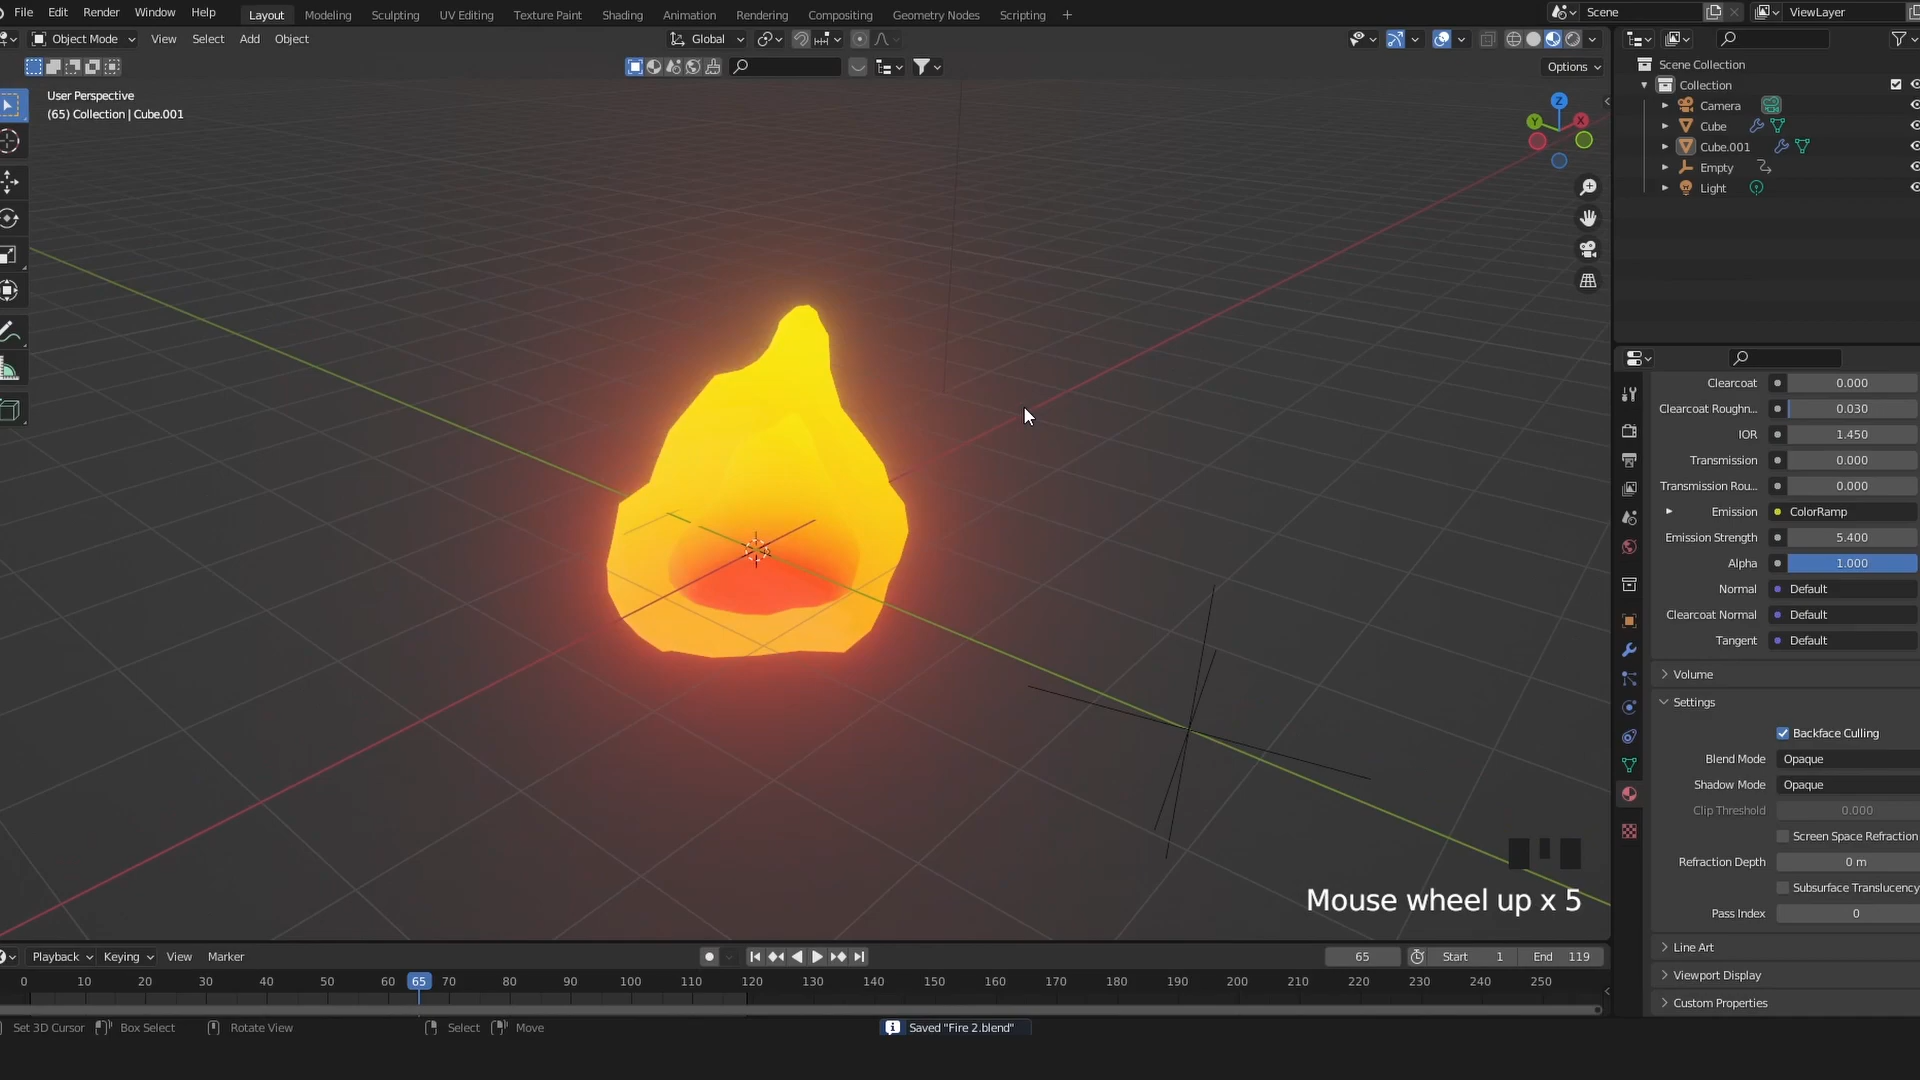 File Edit Render Window Help Layout Modeling Sculpting UV Editing Texture Paint Shading Animation Rendering Compositing Geometry Nodes Scripting + Scene ViewLayer
Object Mode View Select Add Object Global
Options
User Perspective
(65) Collection | Cube.001
Z
Y
X
Scene Collection
Collection
Camera
Cube
Cube.001
Empty
Light
Clearcoat 0.000
Clearcoat Roughn... 0.030
IOR 1.450
Transmission 0.000
Transmission Rou... 0.000
Emission ColorRamp
Emission Strength 5.400
Alpha 1.000
Normal Default
Clearcoat Normal Default
Tangent Default
Volume
Settings
Backface Culling
Blend Mode Opaque
Shadow Mode Opaque
Clip Threshold 0.000
Screen Space Refraction
Refraction Depth 0 m
Subsurface Translucency
Pass Index 0
Line Art
Viewport Display
Custom Properties
Mouse wheel up x 5
Playback Keying View Marker 65 Start 1 End 119
0 10 20 30 40 50 60 65 70 80 90 100 110 120 130 140 150 160 170 180 190 200 210 220 230 240 250
Set 3D Cursor Box Select Rotate View Select Move Saved "Fire 2.blend"